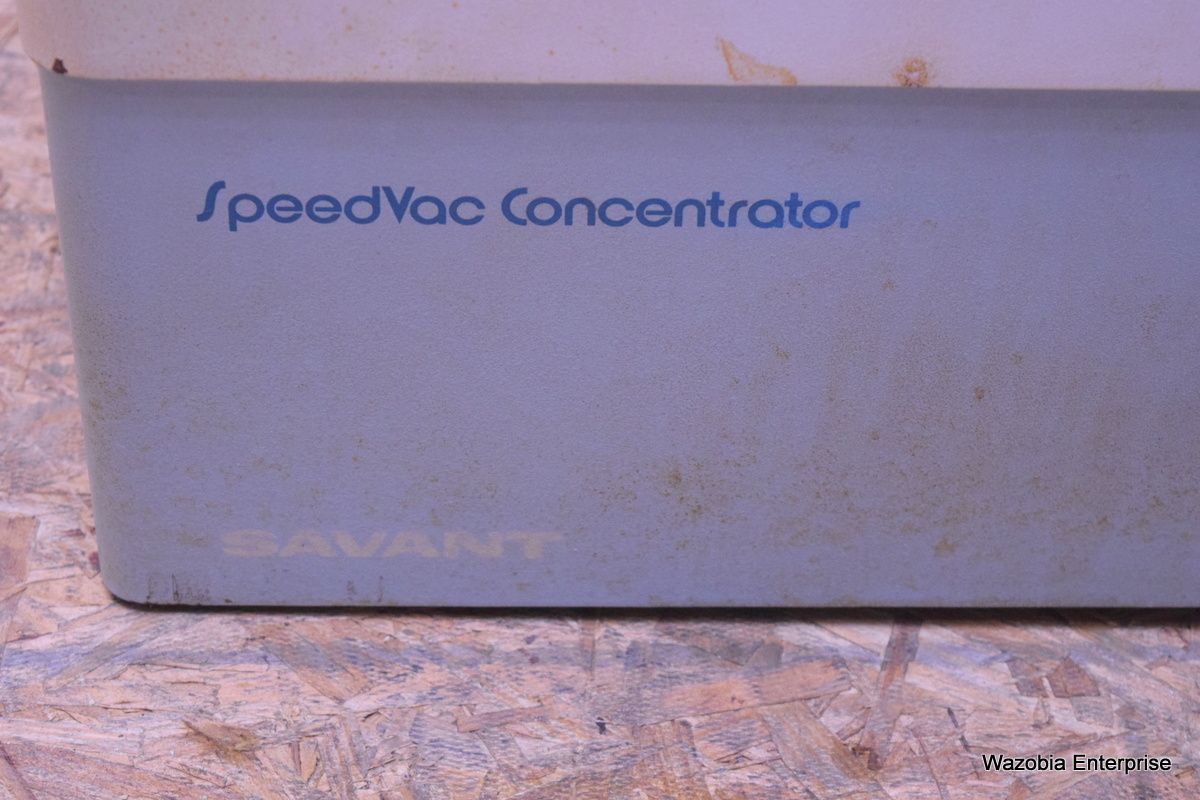 SpeedVac Concentrator
SAVANT
Wazobia Enterprise